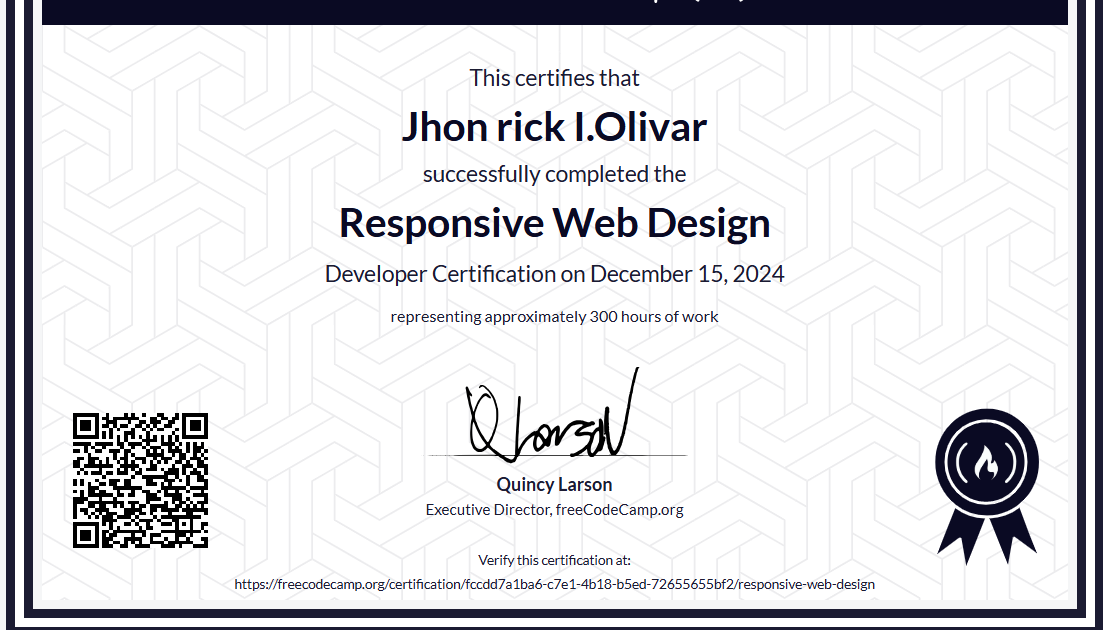 This certifies that
Jhon rick I.Olivar
successfully completed the
Responsive Web Design
Developer Certification on December 15, 2024
representing approximately 300 hours of work
Quincy Larson
Executive Director, freeCodeCamp.org
Verify this certification at:
https://freecodecamp.org/certification/fccdd7a1ba6-c7e1-4b18-b5ed-72655655bf2/responsive-web-design